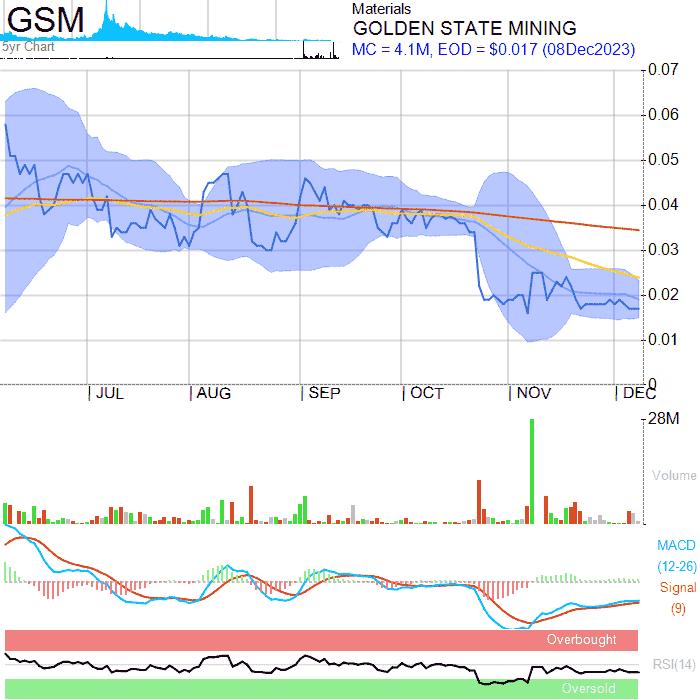 GSM
5yr Chart
Materials
GOLDEN STATE MINING
MC = 4.1M, EOD = $0.017 (08Dec2023)
0.07
0.06
0.05
0.04
0.03
0.02
0.01
0
JUL AUG SEP OCT NOV DEC
28M
Volume
MACD
(12-26)
Signal
(9)
Overbought
RSI(14)
Oversold